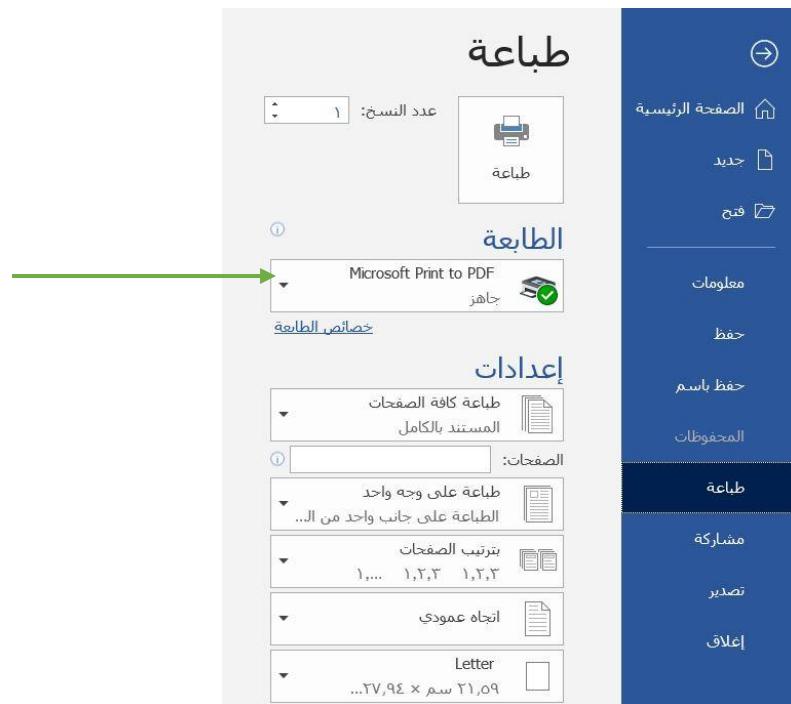 الصفحة الرئيسية
جديد
فتح
معلومات
حفظ
حفظ باسم
المحفوظات
طباعة
مشاركة
تصدير
إغلاق
طباعة
طباعة
عدد النسخ: ١
الطابعة
Microsoft Print to PDF
جاهز
خصائص الطابعة
إعدادات
طباعة كافة الصفحات
المستند بالكامل
الصفحات:
طباعة على وجه واحد
الطباعة على جانب واحد من الـ...
بترتيب الصفحات
١,٢,٣ ١,٢,٣ ١,...
اتجاه عمودي
Letter
٢١,٥٩ سم × ٢٧,٩٤...